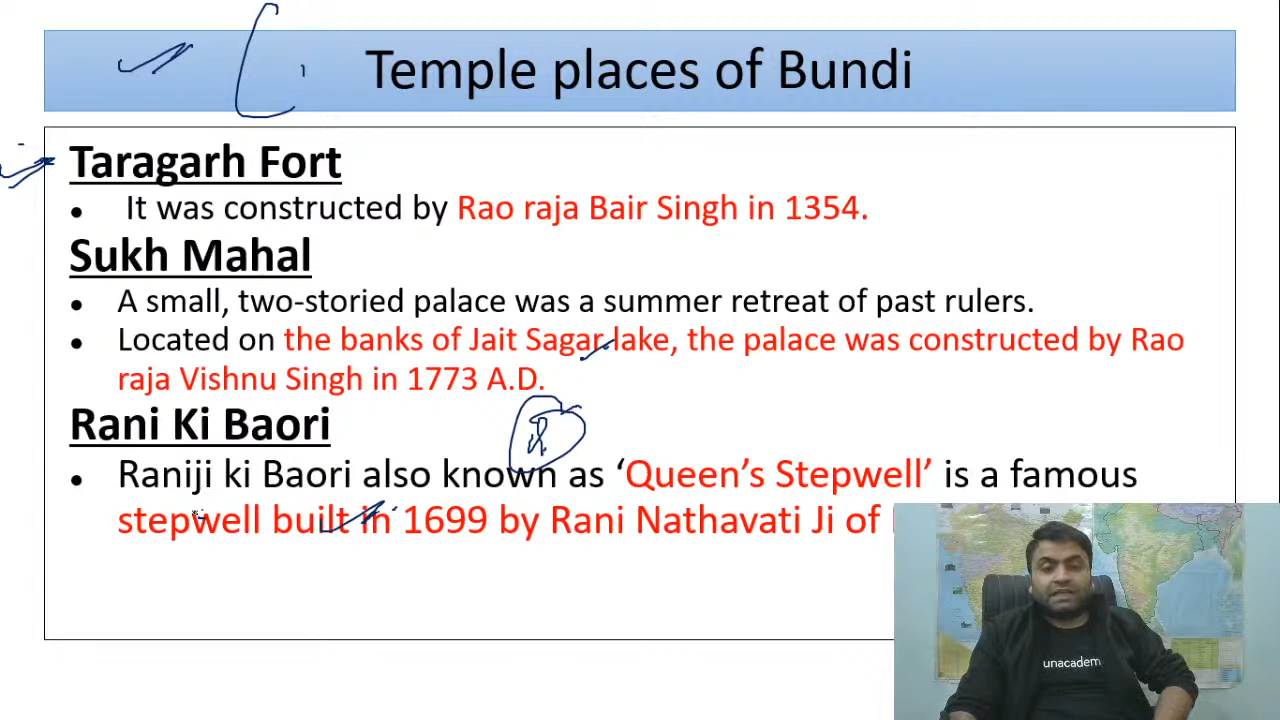 Temple places of Bundi
Taragarh Fort
• It was constructed by Rao raja Bair Singh in 1354.
Sukh Mahal
• A small, two-storied palace was a summer retreat of past rulers.
• Located on the banks of Jait Sagar lake, the palace was constructed by Rao
raja Vishnu Singh in 1773 A.D.
Rani Ki Baori
• Raniji ki Baori also known as ‘Queen’s Stepwell’ is a famous
stepwell built in 1699 by Rani Nathavati Ji of
unacadem